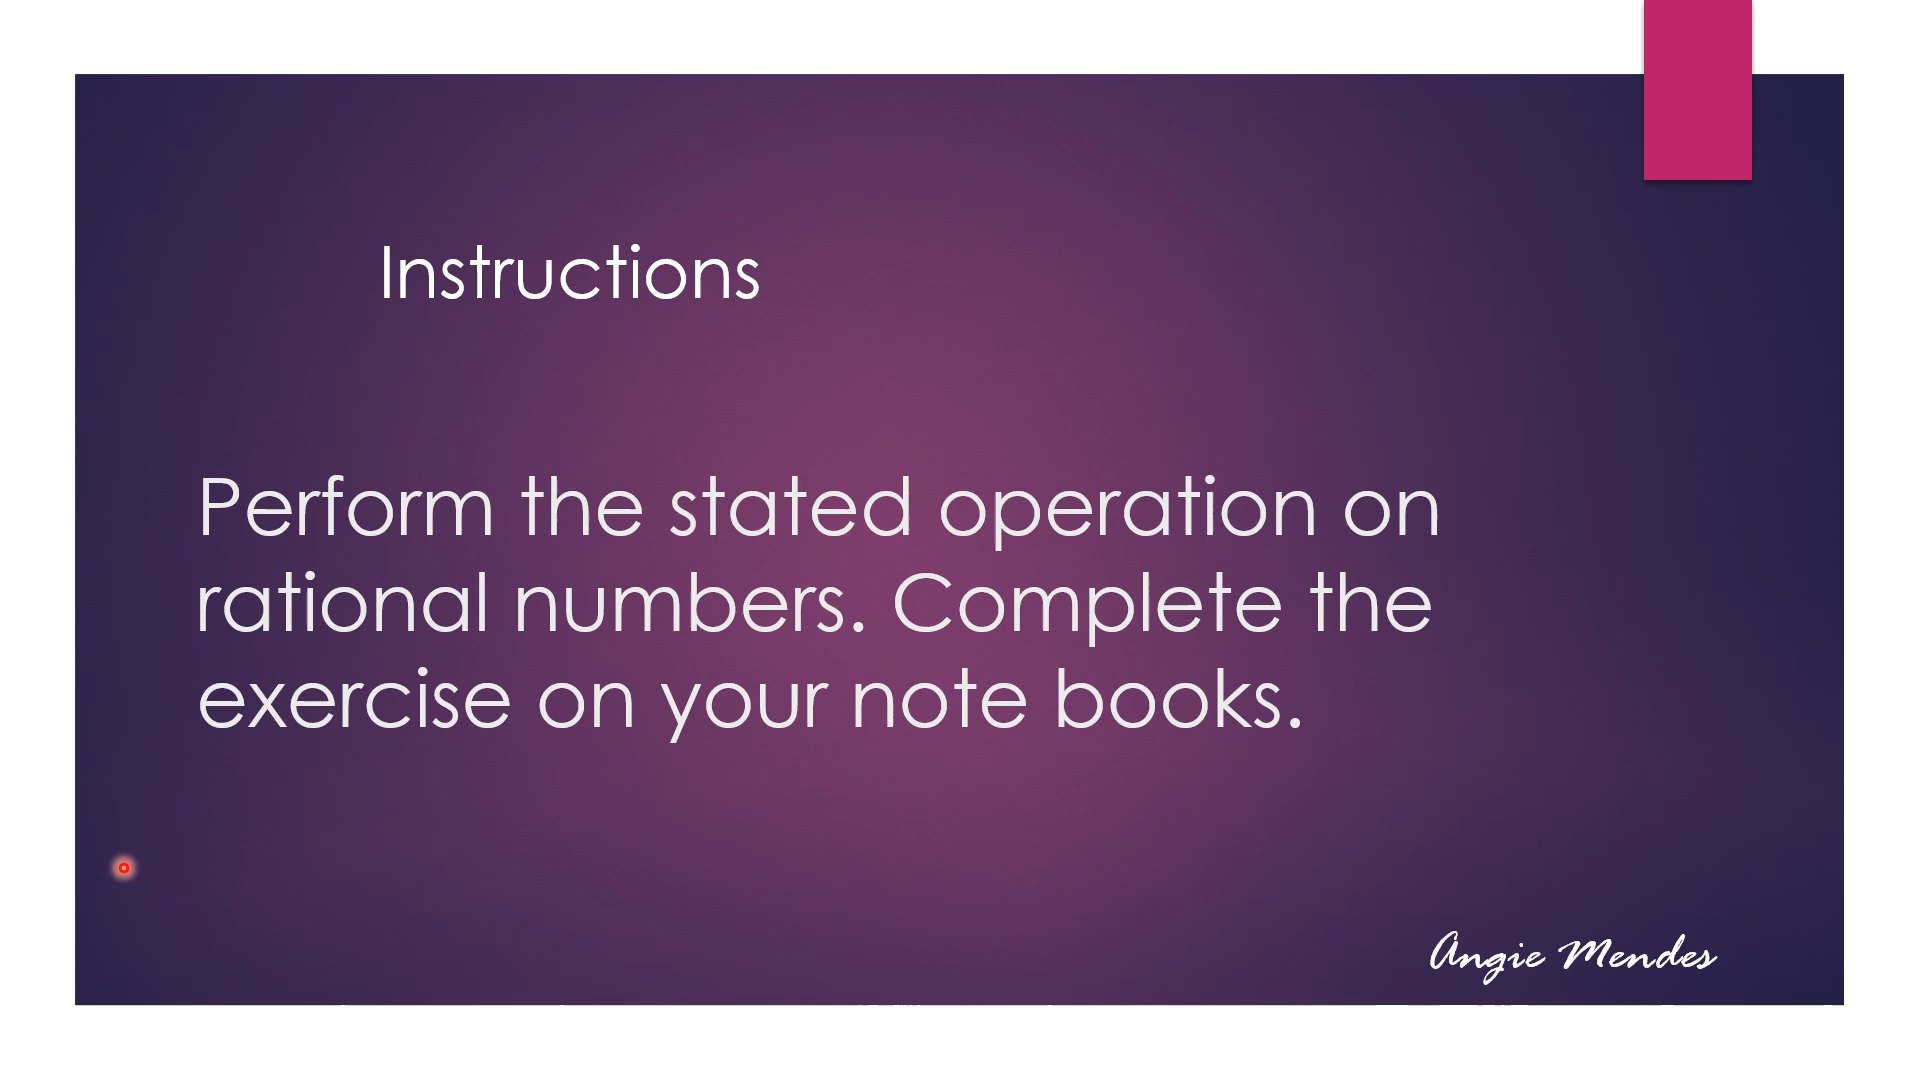 Instructions
Perform the stated operation on
rational numbers. Complete the
exercise on your note books.
Angie Mendes